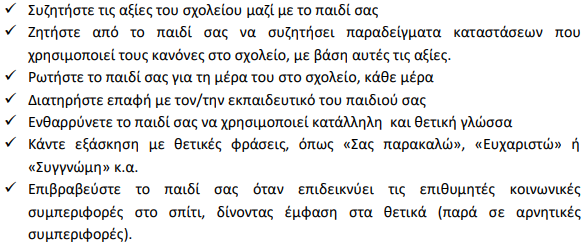 ✓ Συζητήστε τις αξίες του σχολείου μαζί με το παιδί σας
✓ Ζητήστε από το παιδί σας να συζητήσει παραδείγματα καταστάσεων που
χρησιμοποιεί τους κανόνες στο σχολείο, με βάση αυτές τις αξίες.
✓ Ρωτήστε το παιδί σας για τη μέρα του στο σχολείο, κάθε μέρα
✓ Διατηρήστε επαφή με τον/την εκπαιδευτικό του παιδιού σας
✓ Ενθαρρύνετε το παιδί σας να χρησιμοποιεί κατάλληλη και θετική γλώσσα
✓ Κάντε εξάσκηση με θετικές φράσεις, όπως «Σας παρακαλώ», «Ευχαριστώ» ή
«Συγγνώμη» κ.α.
✓ Επιβραβεύστε το παιδί σας όταν επιδεικνύει τις επιθυμητές κοινωνικές
συμπεριφορές στο σπίτι, δίνοντας έμφαση στα θετικά (παρά σε αρνητικές
συμπεριφορές).